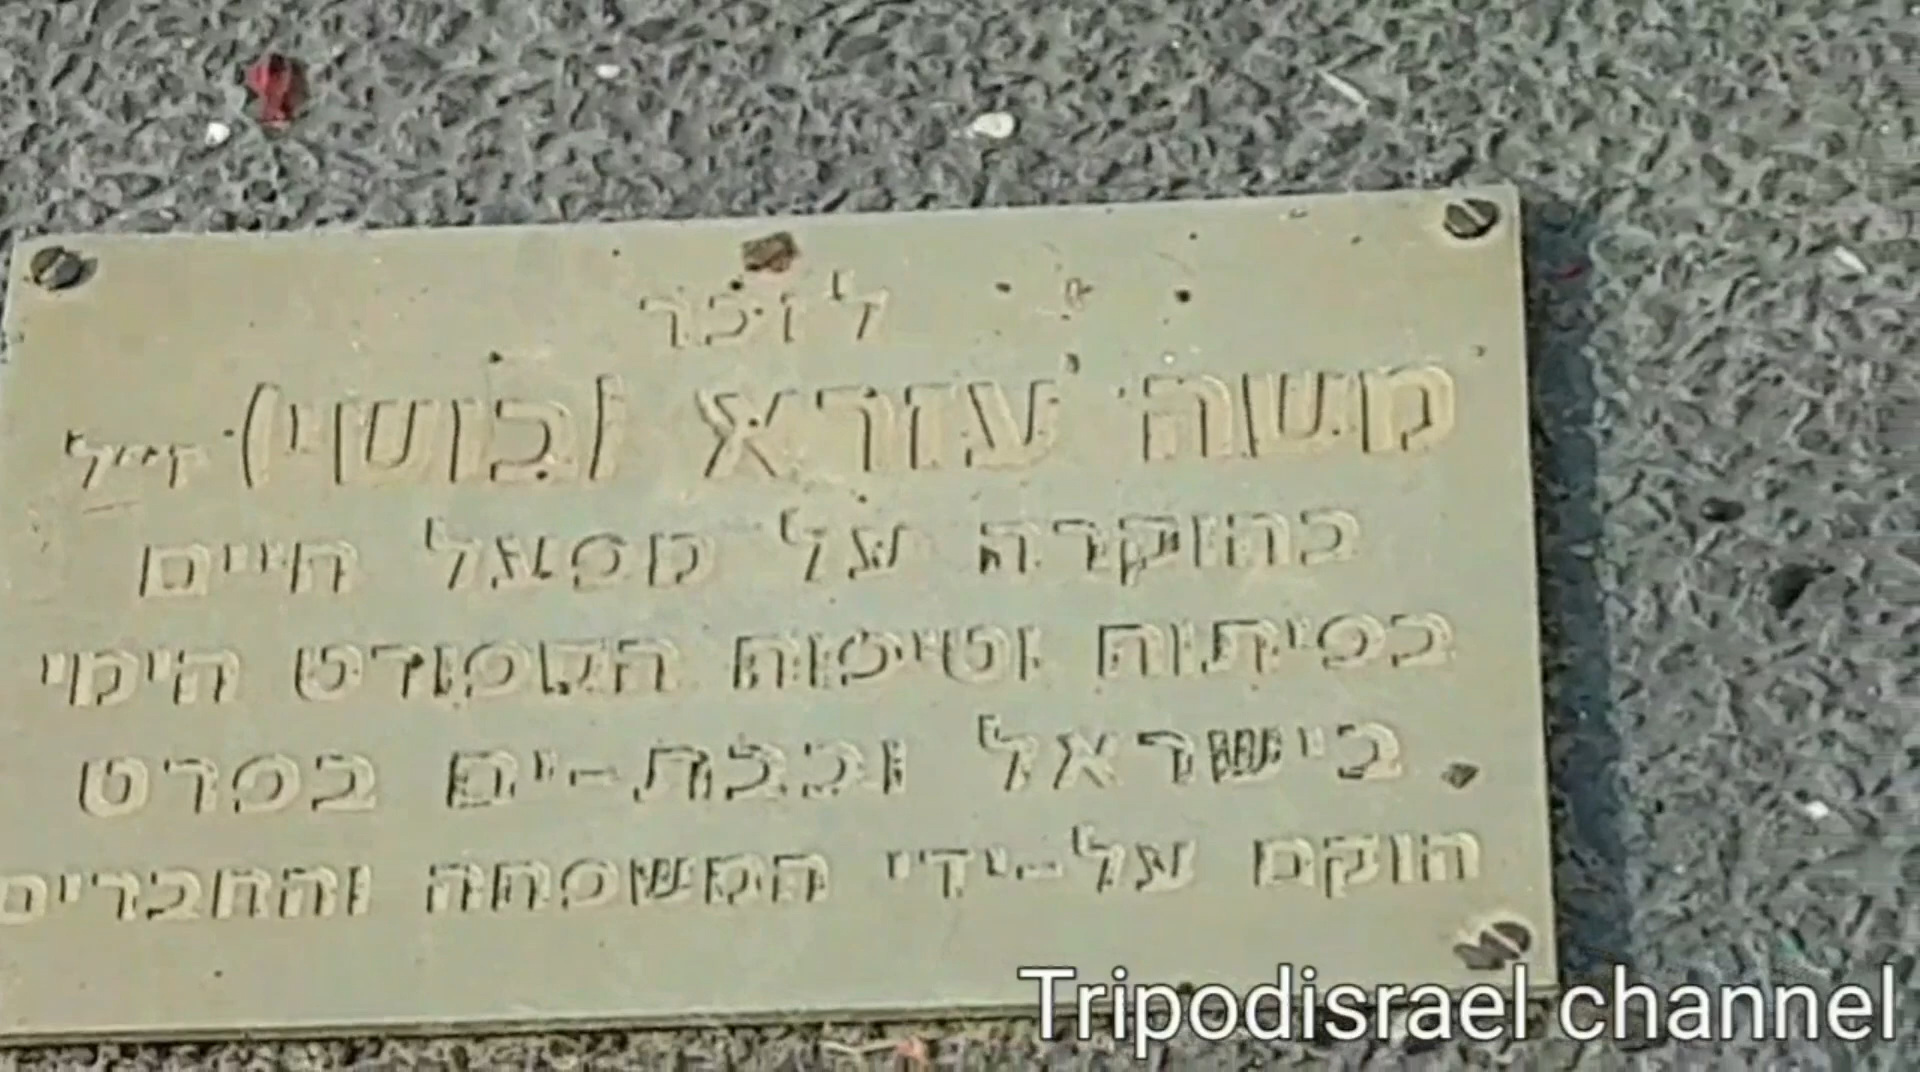 לזכר
משה עזרא (בושי) ז״ל
בהוקרה על מפעל חיים
בפיתוח וטיפוח הספורט הימי
בישראל ובבת-ים בפרט
הוקם על-ידי המשפחה והחברים
Tripodisrael channel